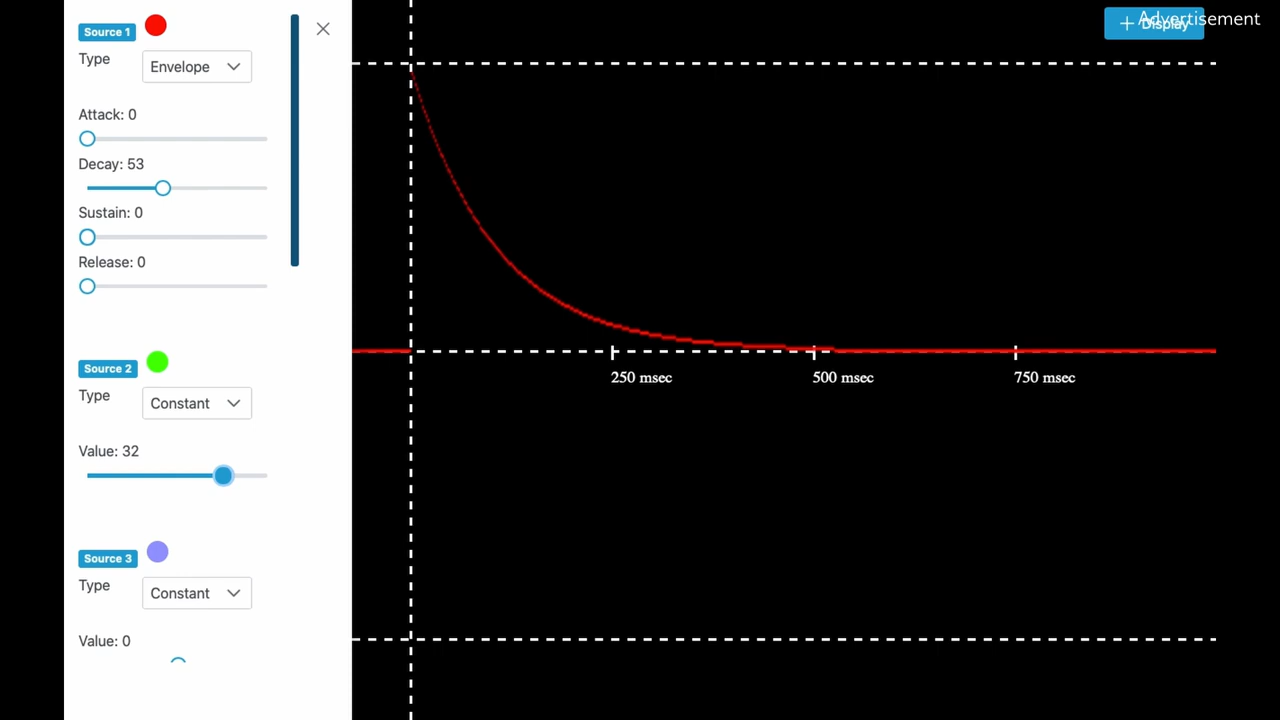 Source 1
Type
Envelope
Attack: 0
Decay: 53
Sustain: 0
Release: 0
Source 2
Type
Constant
Value: 32
Source 3
Type
Constant
Value: 0
+ Display
Advertisement
250 msec
500 msec
750 msec